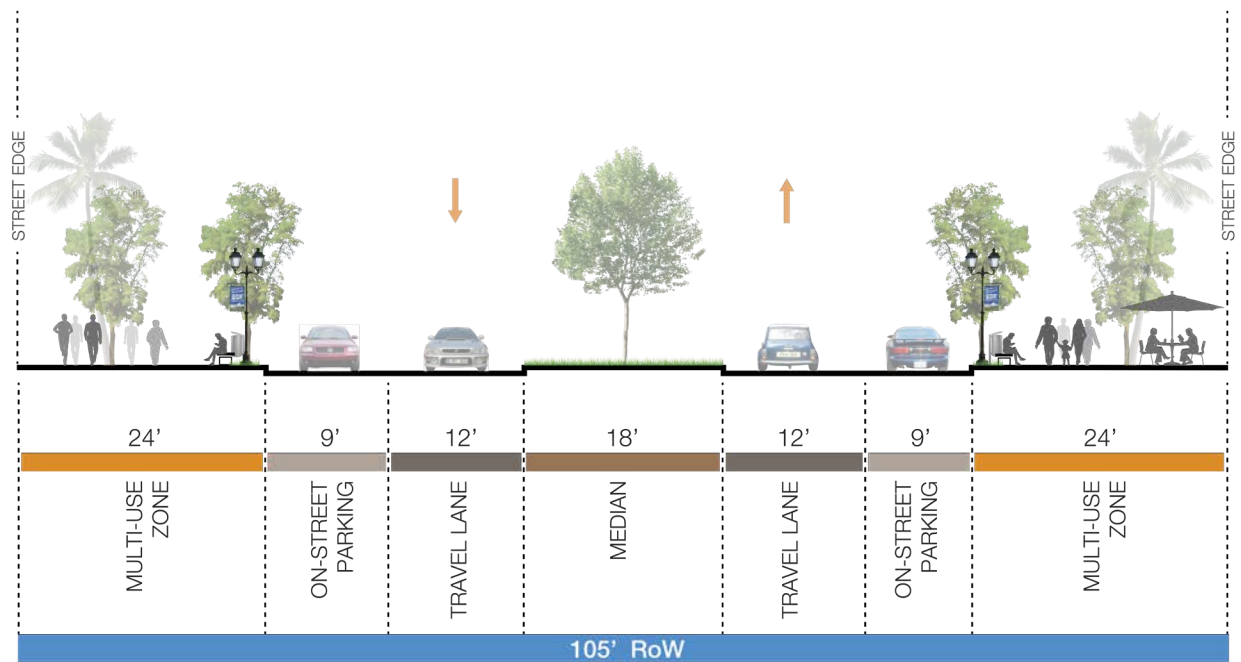 STREET EDGE
STREET EDGE
24’
9’
12’
18’
12’
9’
24’
MULTI-USE
ZONE
ON-STREET
PARKING
TRAVEL LANE
MEDIAN
TRAVEL LANE
ON-STREET
PARKING
MULTI-USE
ZONE
105’ RoW